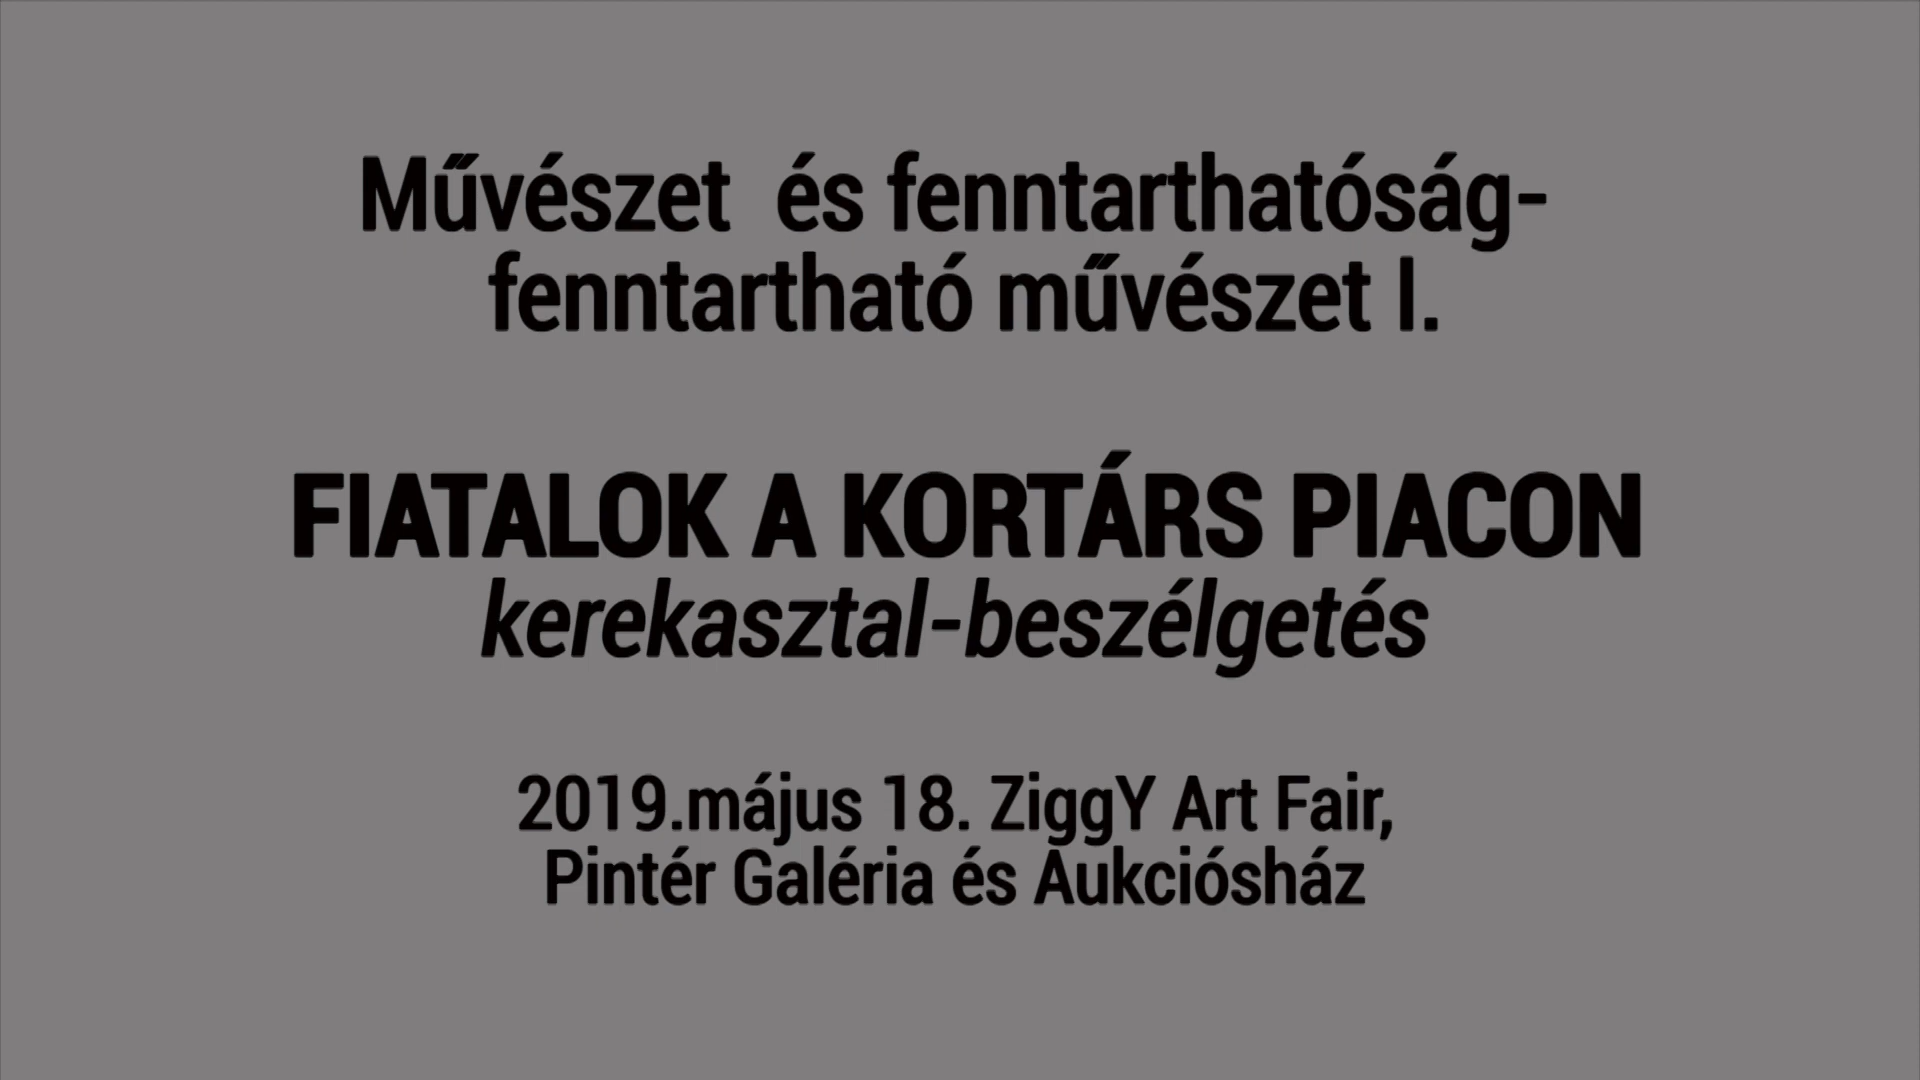 Művészet és fenntarthatóság-
fenntartható művészet I.
FIATALOK A KORTÁRS PIACON
kerekasztal-beszélgetés
2019.május 18. ZiggY Art Fair,
Pintér Galéria és Aukciósház